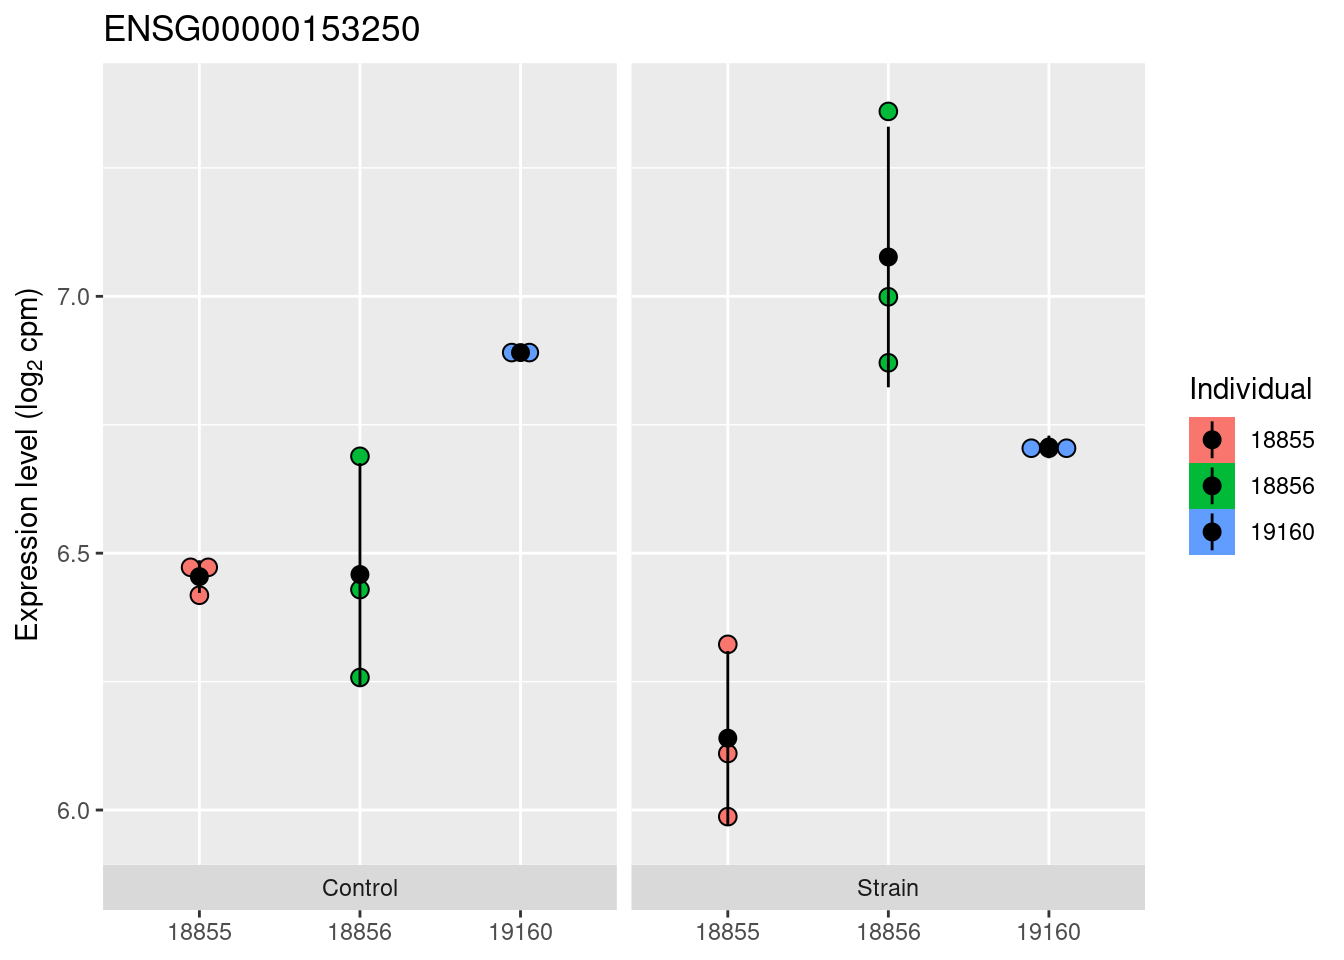 ENSG00000153250
Expression level (log₂ cpm)
7.0
6.5
6.0
Control
Strain
18855
18856
19160
18855
18856
19160
Individual
18855
18856
19160